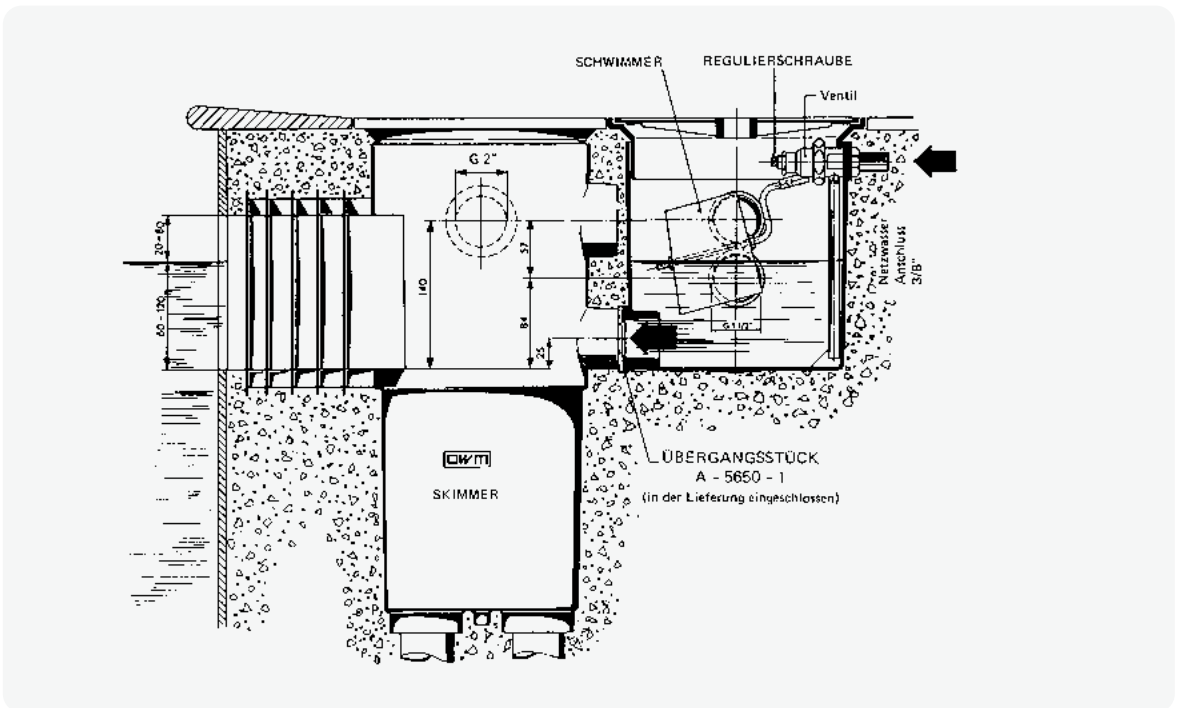 SCHWIMMER
REGULIERSCHRAUBE
Ventil
G 2"
20-80
60-120
140
57
84
25
G 1 1/2"
Netzwasser
Anschluss
3/8"
OWM
SKIMMER
ÜBERGANGSSTÜCK
A - 5650 - 1
(in der Lieferung eingeschlossen)